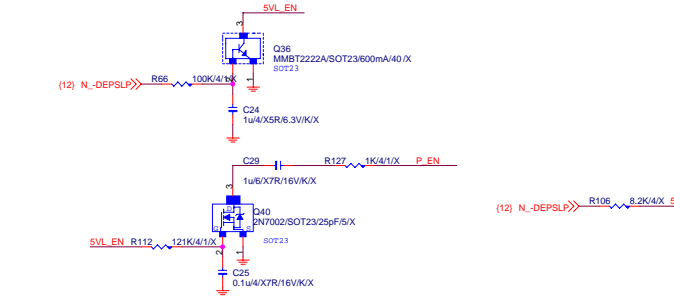 5VL_EN
3
Q36
MMBT2222A/SOT23/600mA/40/X
SOT23
{12} N_-DEPSLP
R66
100K/4/1/X
1
C24
1u/4/X5R/6.3V/K/X
C29
R127
1K/4/1/X
P_EN
1u/6/X7R/16V/K/X
3
D
Q40
2N7002/SOT23/25pF/5/X
G
S
SOT23
{12} N_-DEPSLP
R106
8.2K/4/X
5VL_EN
R112
121K/4/1/X
2
1
C25
0.1u/4/X7R/16V/K/X